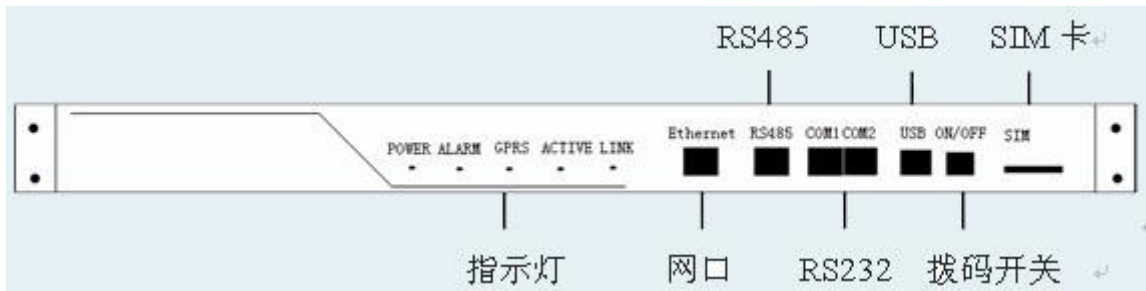 RS485 USB SIM 卡
Ethernet RS485 COM1 COM2 USB ON/OFF SIM
POWER ALARM GPRS ACTIVE LINK
指示灯 网口 RS232 拨码开关